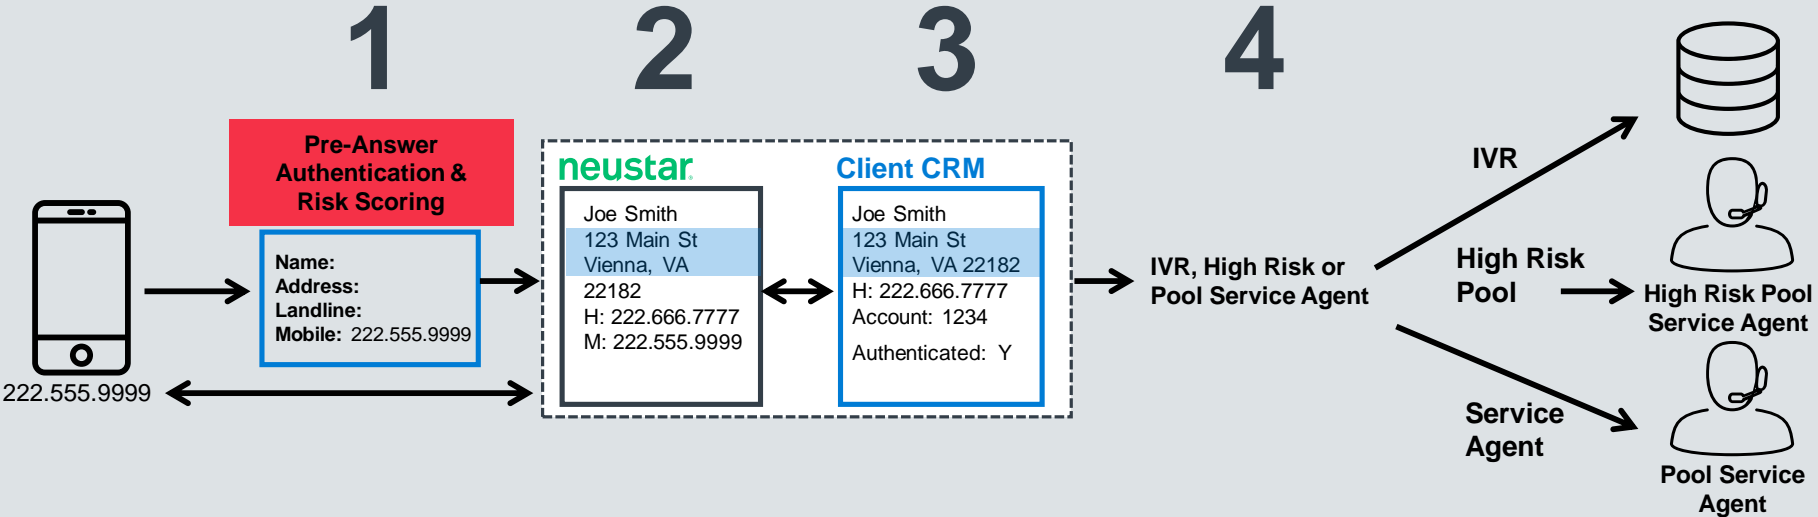 1
2
3
4
Pre-Answer
Authentication &
Risk Scoring
222.555.9999
Name:
Address:
Landline:
Mobile: 222.555.9999
neustar
Joe Smith
123 Main St
Vienna, VA
22182
H: 222.666.7777
M: 222.555.9999
Client CRM
Joe Smith
123 Main St
Vienna, VA 22182
H: 222.666.7777
Account: 1234
Authenticated: Y
IVR, High Risk or
Pool Service Agent
IVR
High Risk
Pool
Service
Agent
High Risk Pool
Service Agent
Pool Service
Agent